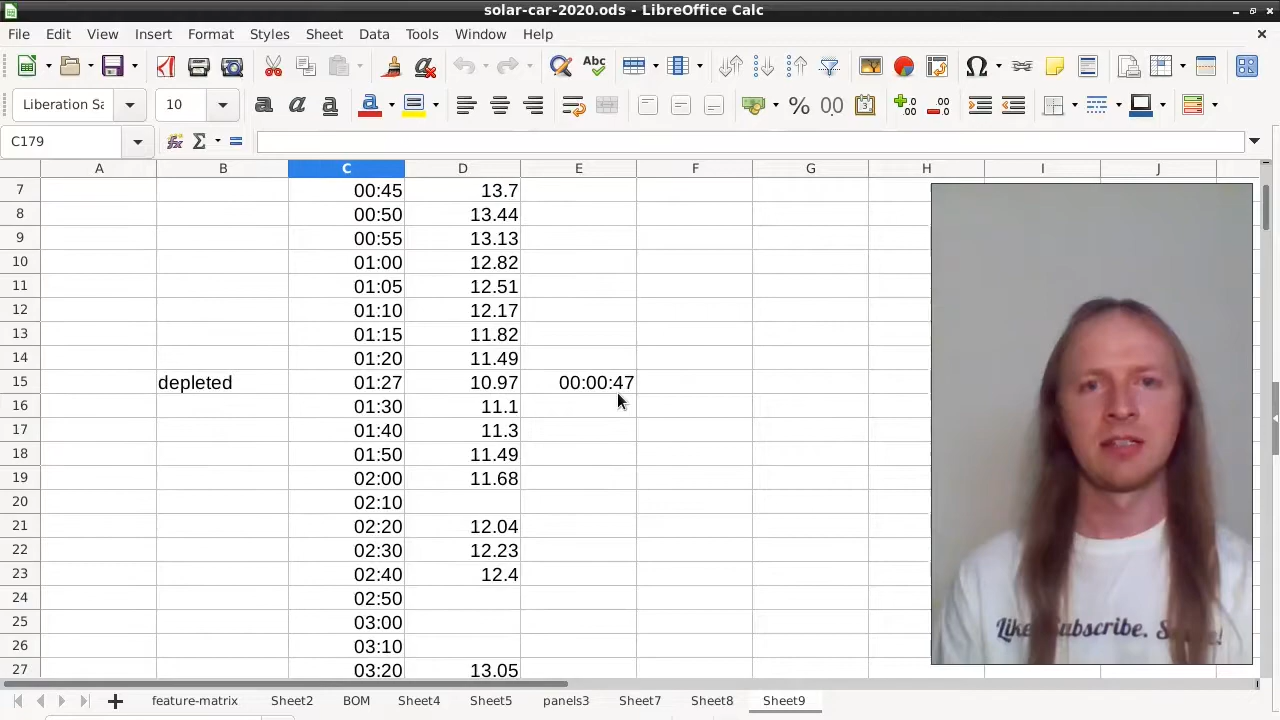 solar-car-2020.ods - LibreOffice Calc
File Edit View Insert Format Styles Sheet Data Tools Window Help
Liberation Sa 10
C179
A B C D E F G H I J
7 00:45 13.7
8 00:50 13.44
9 00:55 13.13
10 01:00 12.82
11 01:05 12.51
12 01:10 12.17
13 01:15 11.82
14 01:20 11.49
15 depleted 01:27 10.97 00:00:47
16 01:30 11.1
17 01:40 11.3
18 01:50 11.49
19 02:00 11.68
20 02:10
21 02:20 12.04
22 02:30 12.23
23 02:40 12.4
24 02:50
25 03:00
26 03:10
27 03:20 13.05
Like. Subscribe.
feature-matrix Sheet2 BOM Sheet4 Sheet5 panels3 Sheet7 Sheet8 Sheet9